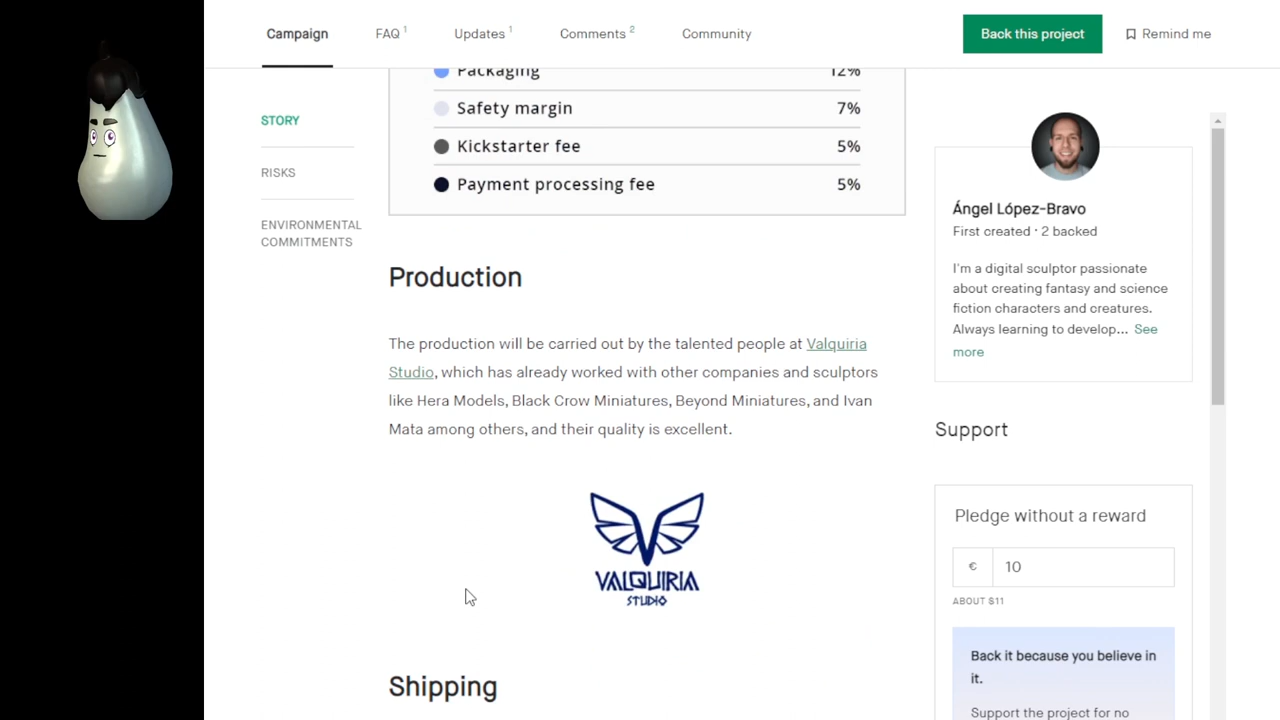 Campaign
FAQ 1
Updates 1
Comments 2
Community
Back this project
Remind me
STORY
RISKS
ENVIRONMENTAL
COMMITMENTS
Packaging 12%
Safety margin 7%
Kickstarter fee 5%
Payment processing fee 5%
Production
The production will be carried out by the talented people at Valquiria
Studio, which has already worked with other companies and sculptors
like Hera Models, Black Crow Miniatures, Beyond Miniatures, and Ivan
Mata among others, and their quality is excellent.
VALQUIRIA
STUDIO
Shipping
Ángel López-Bravo
First created · 2 backed
I'm a digital sculptor passionate
about creating fantasy and science
fiction characters and creatures.
Always learning to develop... See
more
Support
Pledge without a reward
€ 10
ABOUT $11
Back it because you believe in
it.
Support the project for no